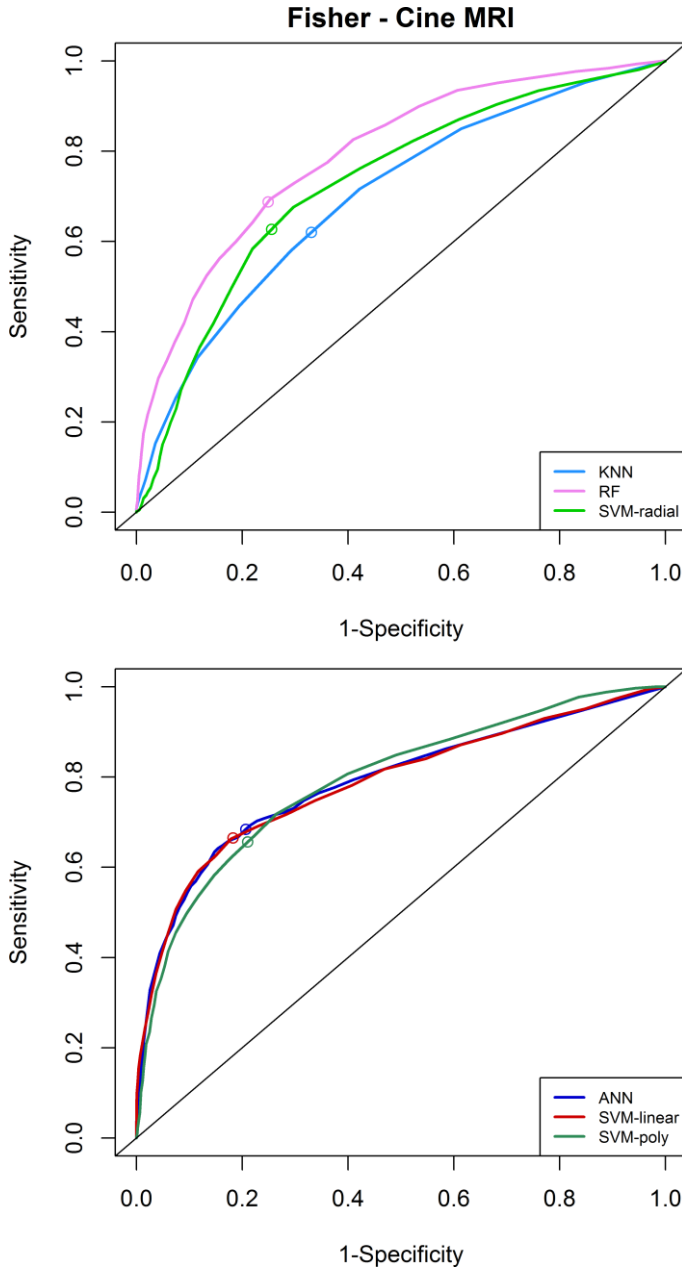 Fisher - Cine MRI
Sensitivity
1.0
0.8
0.6
0.4
0.2
0.0
KNN
RF
SVM-radial
0.0 0.2 0.4 0.6 0.8 1.0
1-Specificity
Sensitivity
1.0
0.8
0.6
0.4
0.2
0.0
ANN
SVM-linear
SVM-poly
0.0 0.2 0.4 0.6 0.8 1.0
1-Specificity